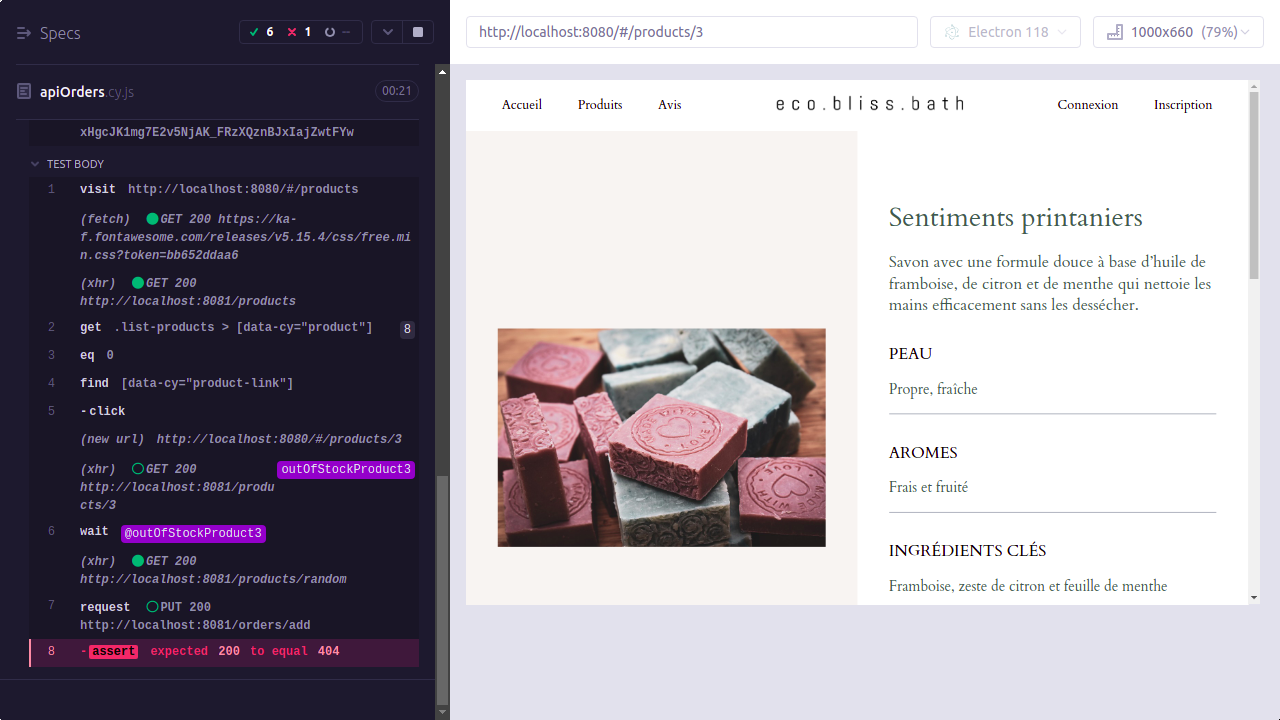 Specs
6 1 --
apiOrders.cy.js 00:21
xHgcJK1mg7E2v5NjAK_FRzXQznBJxIajZwtFYw
TEST BODY
1 visit http://localhost:8080/#/products
(fetch) GET 200 https://ka-
f.fontawesome.com/releases/v5.15.4/css/free.mi
n.css?token=bb652ddaa6
(xhr) GET 200
http://localhost:8081/products
2 get .list-products > [data-cy="product"] 8
3 eq 0
4 find [data-cy="product-link"]
5 -click
(new url) http://localhost:8080/#/products/3
(xhr) GET 200 outOfStockProduct3
http://localhost:8081/produ
cts/3
6 wait @outOfStockProduct3
(xhr) GET 200
http://localhost:8081/products/random
7 request PUT 200
http://localhost:8081/orders/add
8 -assert expected 200 to equal 404
http://localhost:8080/#/products/3
Electron 118
1000x660 (79%)
Accueil Produits Avis eco.bliss.bath Connexion Inscription
Sentiments printaniers
Savon avec une formule douce à base d’huile de
framboise, de citron et de menthe qui nettoie les
mains efficacement sans les dessécher.
PEAU
Propre, fraîche
AROMES
Frais et fruité
INGRÉDIENTS CLÉS
Framboise, zeste de citron et feuille de menthe